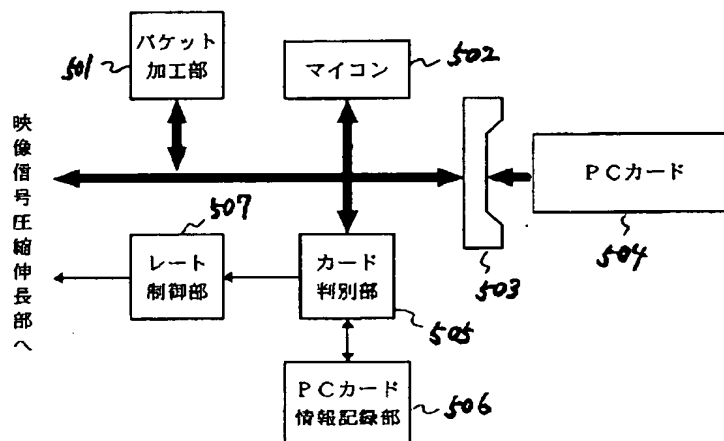 パケット
加工部
501
マイコン
502
映像信号圧縮伸長部へ
PCカード
504
503
507
レート
制御部
カード
判別部
505
PCカード
情報記録部
506